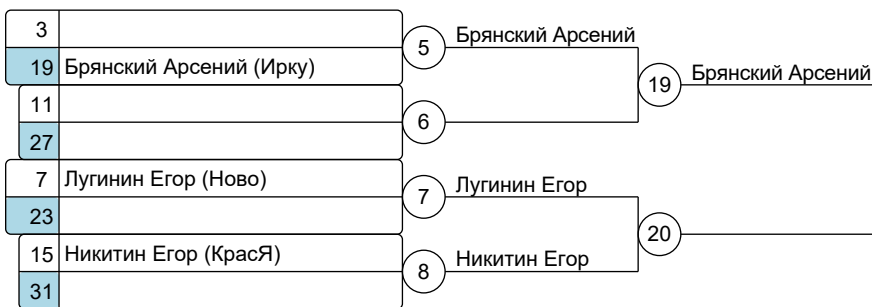 3
5
Брянский Арсений
19 Брянский Арсений (Ирку)
19
Брянский Арсений
11
6
27
7 Лугинин Егор (Ново)
7
Лугинин Егор
23
20
15 Никитин Егор (КрасЯ)
8
Никитин Егор
31